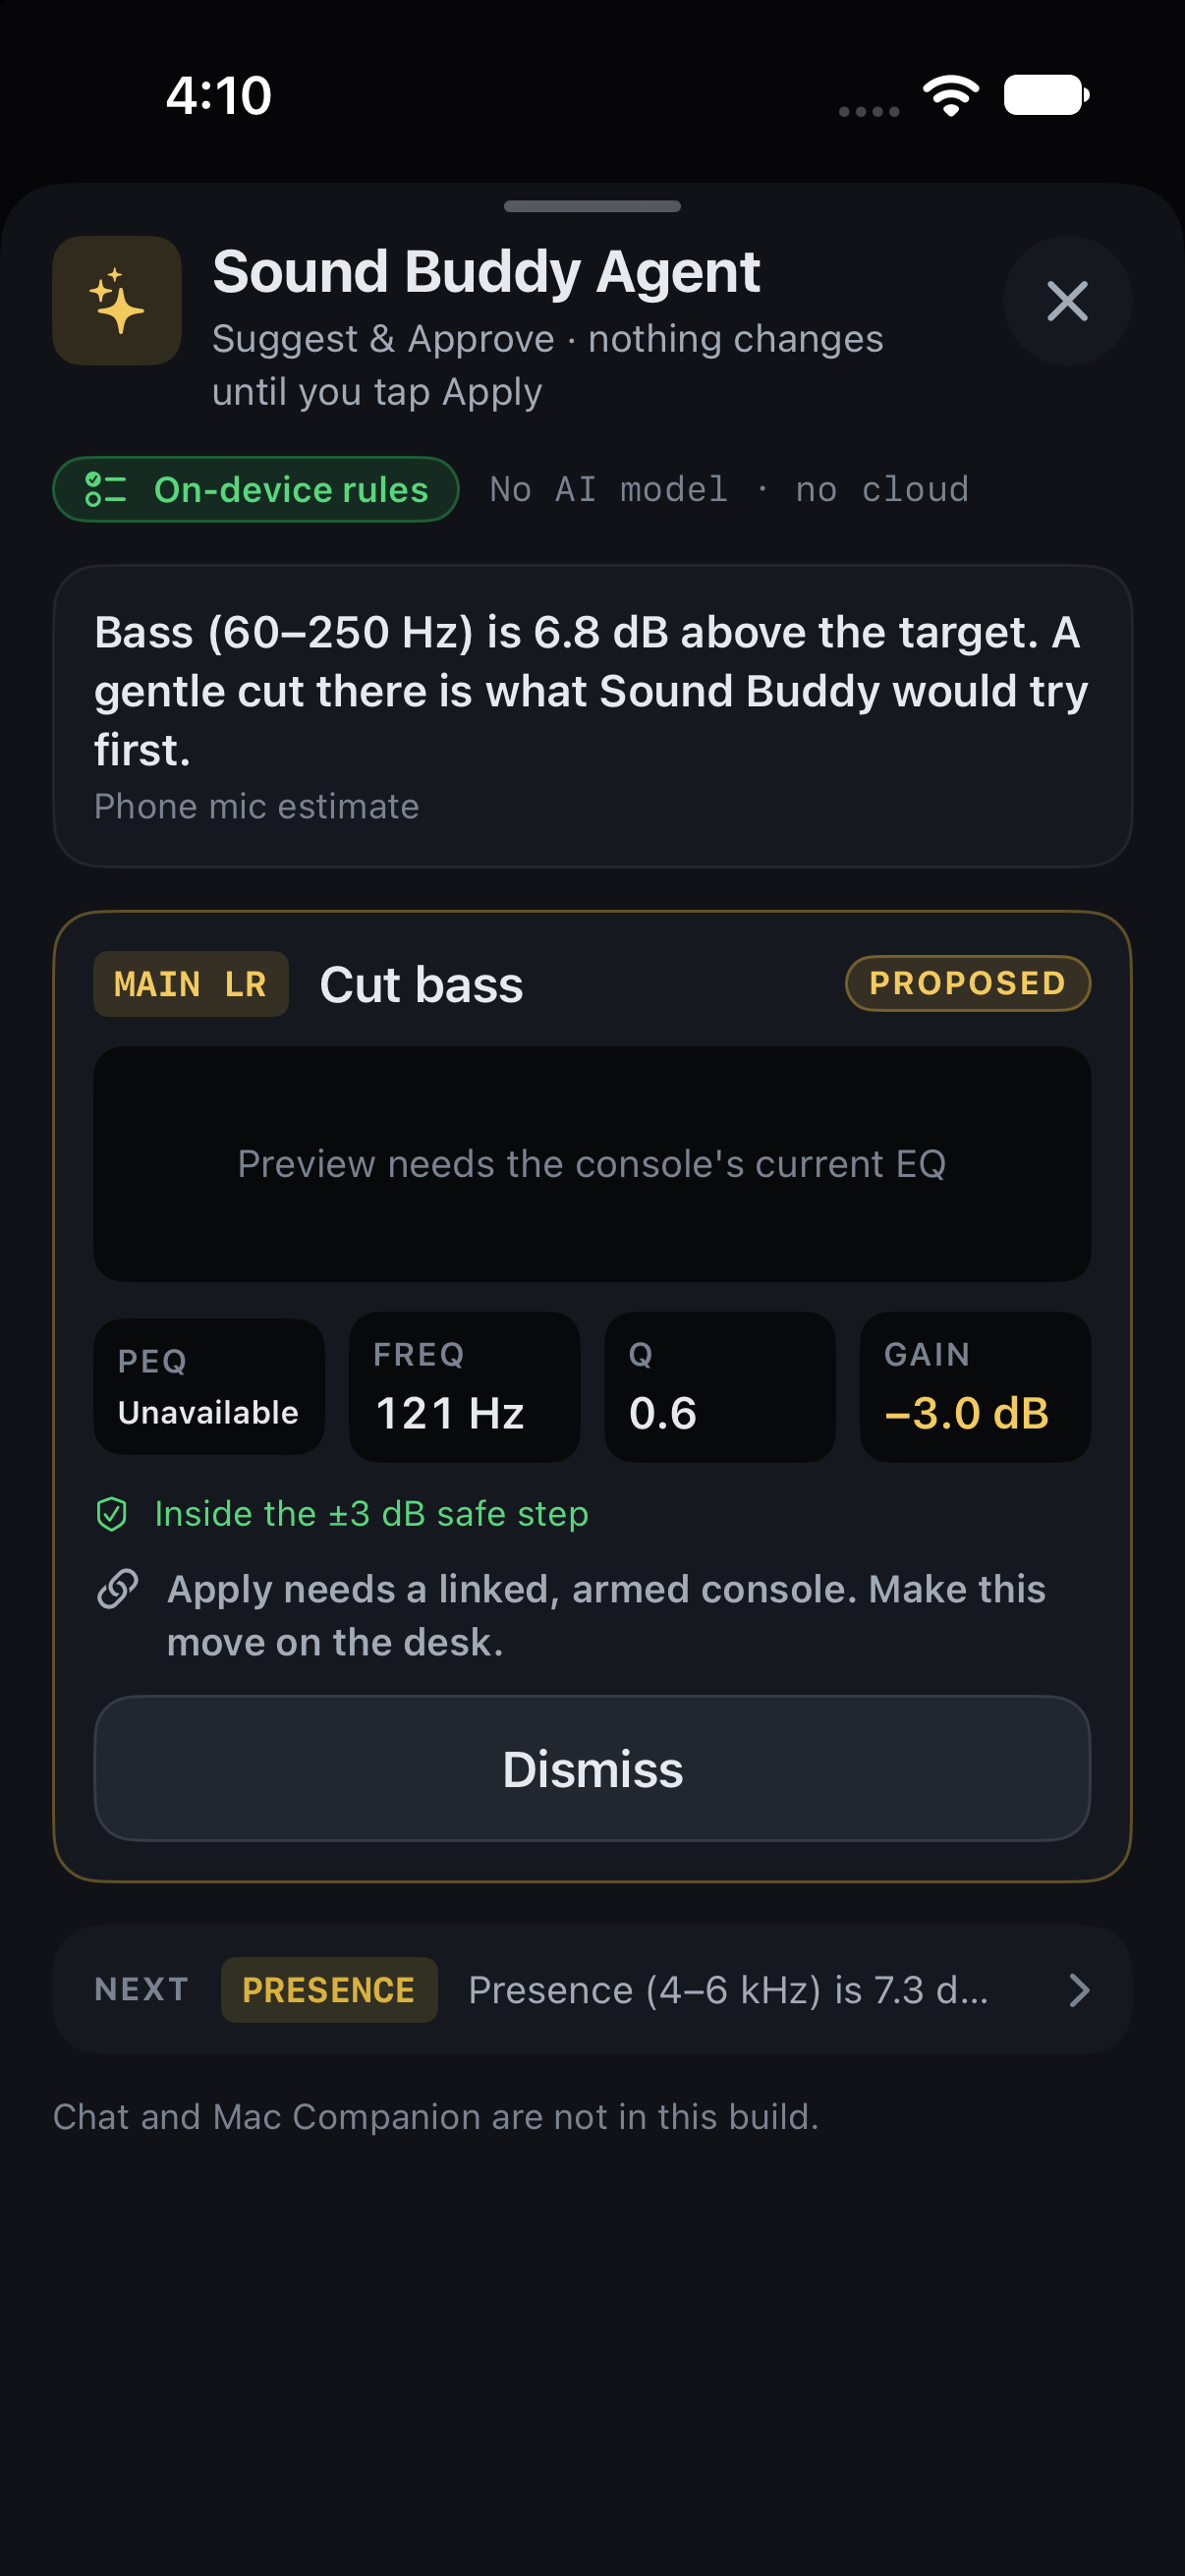 4:10
Sound Buddy Agent
Suggest & Approve · nothing changes
until you tap Apply
On-device rules No AI model · no cloud
Bass (60–250 Hz) is 6.8 dB above the target. A
gentle cut there is what Sound Buddy would try
first.
Phone mic estimate
MAIN LR Cut bass PROPOSED
Preview needs the console's current EQ
PEQ FREQ Q GAIN
Unavailable 121 Hz 0.6 −3.0 dB
Inside the ±3 dB safe step
Apply needs a linked, armed console. Make this
move on the desk.
Dismiss
NEXT PRESENCE Presence (4–6 kHz) is 7.3 d...
Chat and Mac Companion are not in this build.